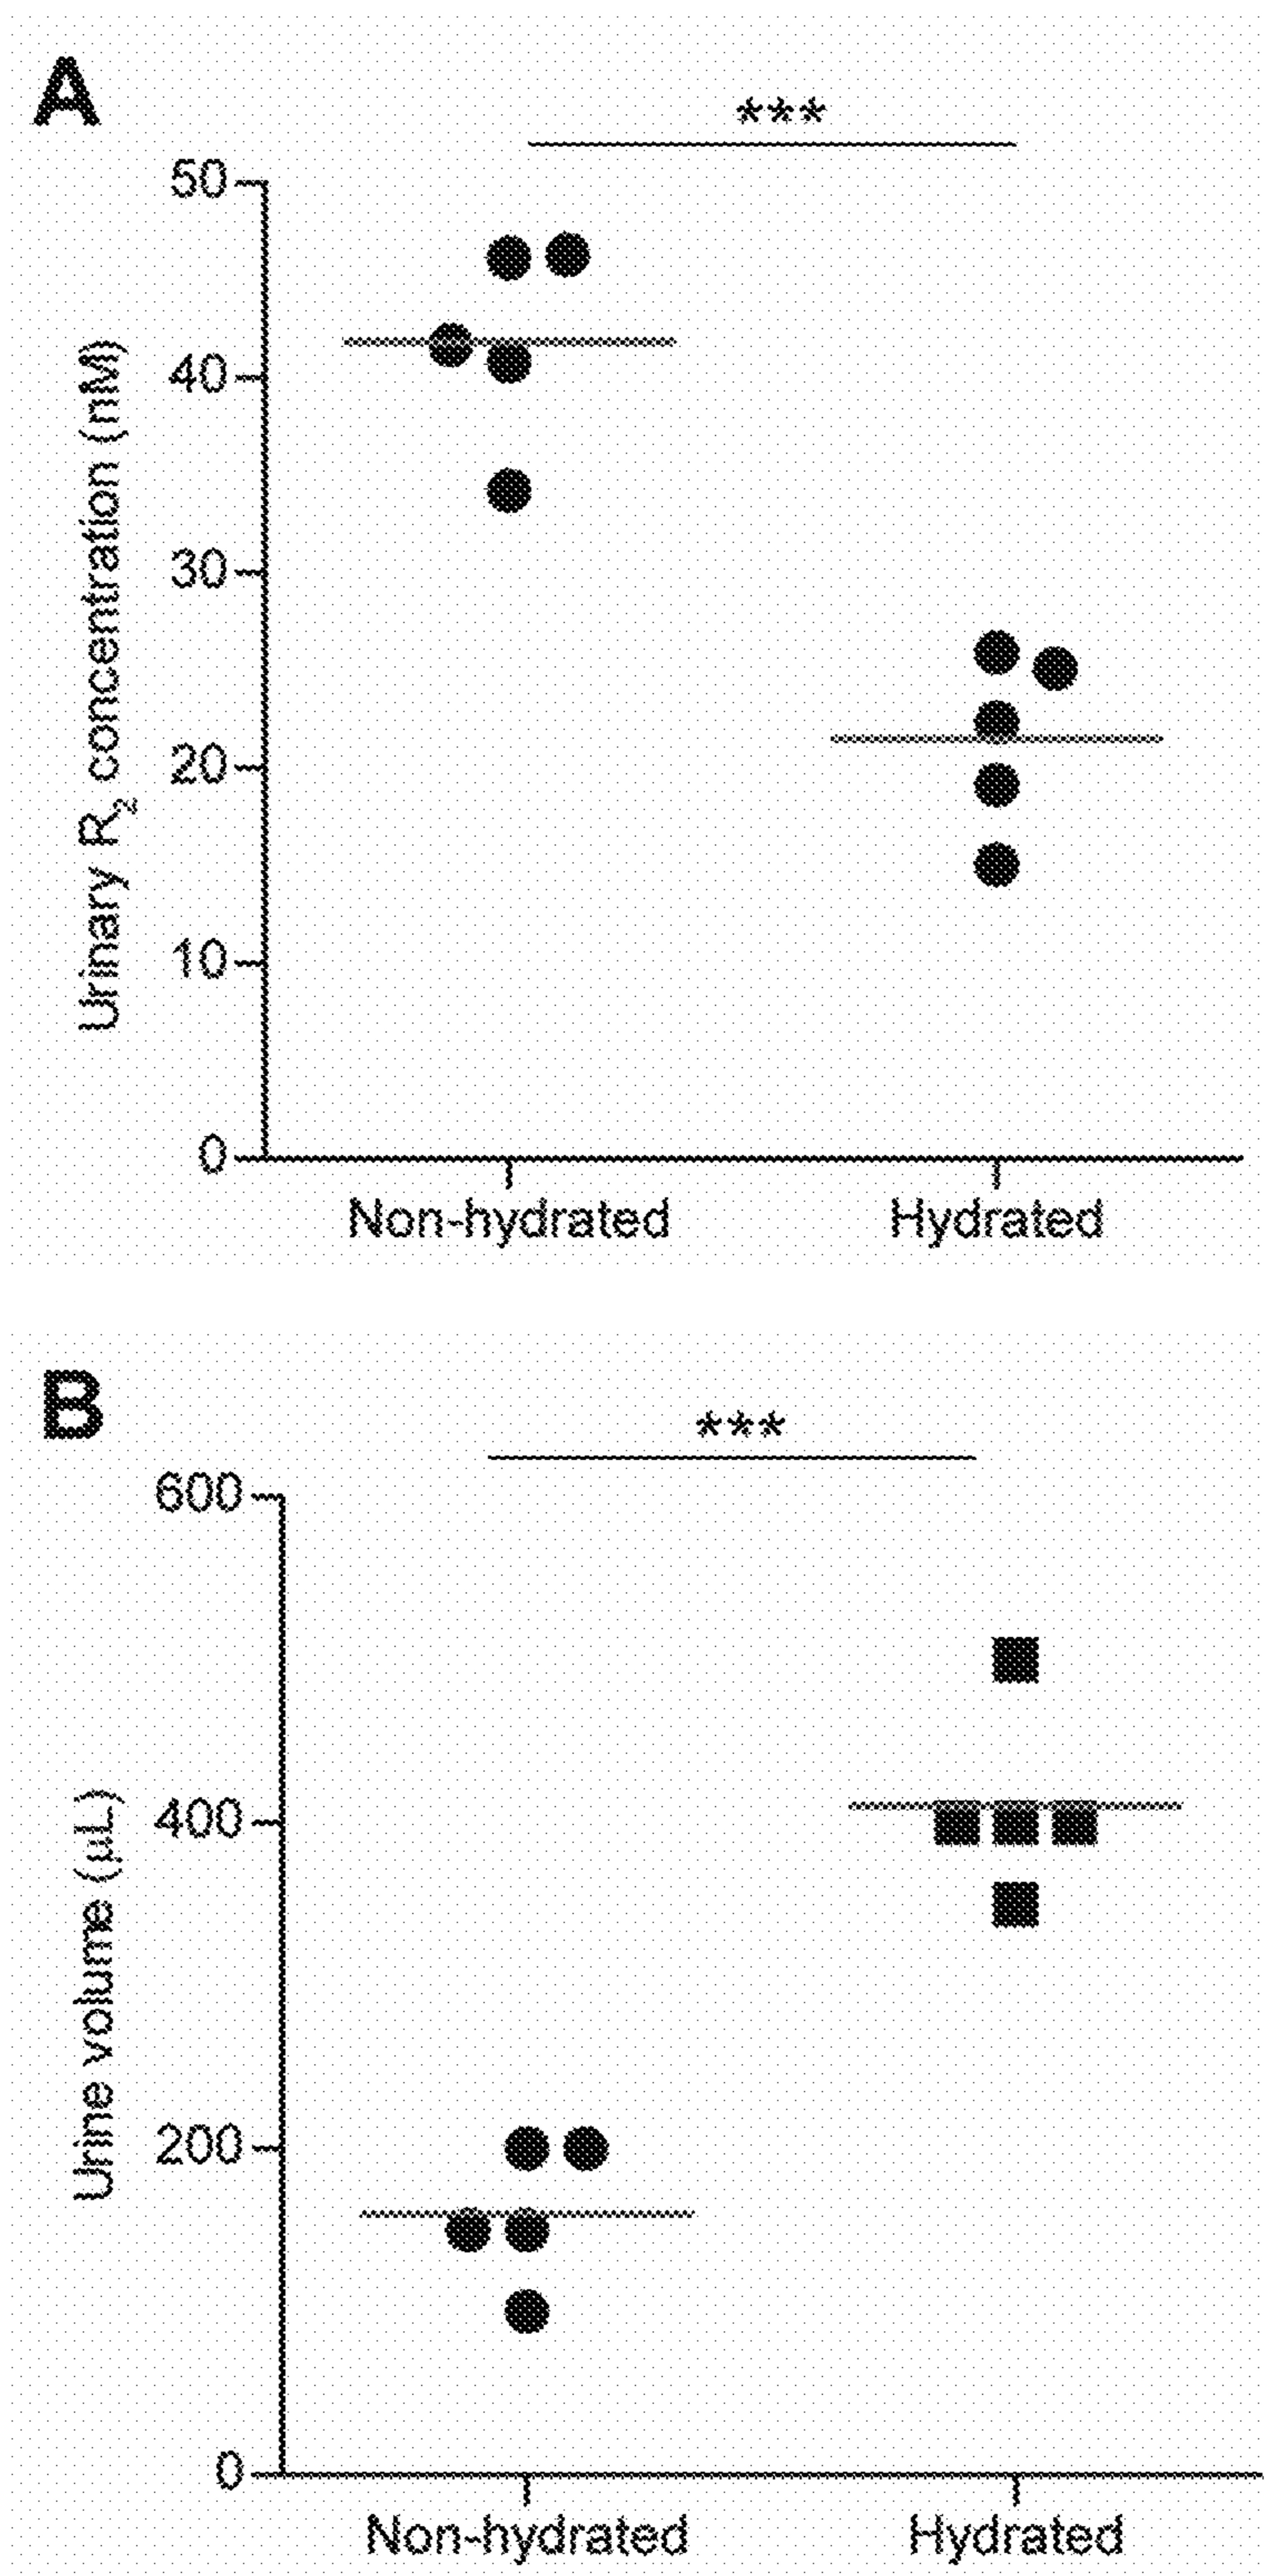 A
***
50
40
30
20
10
0
Urinary R₂ concentration (nM)
Non-hydrated Hydrated
B
***
600
400
200
0
Urine volume (µL)
Non-hydrated Hydrated